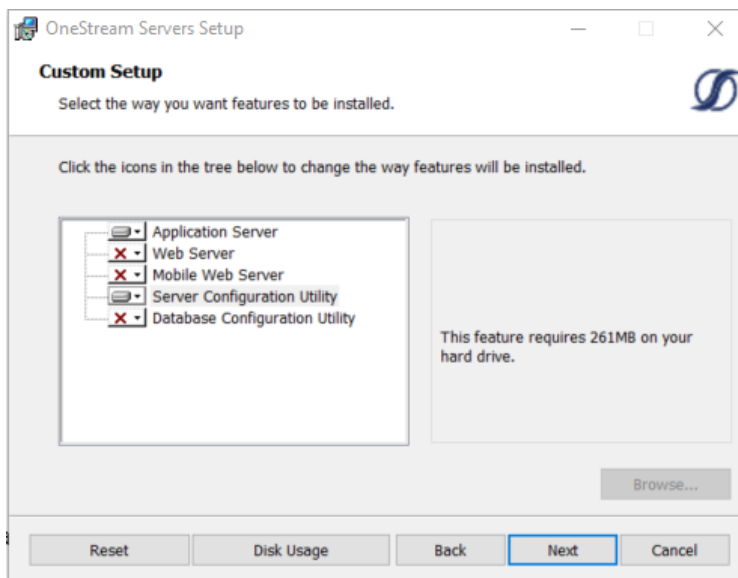 OneStream Servers Setup
Custom Setup
Select the way you want features to be installed.
Click the icons in the tree below to change the way features will be installed.
Application Server
Web Server
Mobile Web Server
Server Configuration Utility
Database Configuration Utility
This feature requires 261MB on your
hard drive.
Browse...
Reset
Disk Usage
Back
Next
Cancel